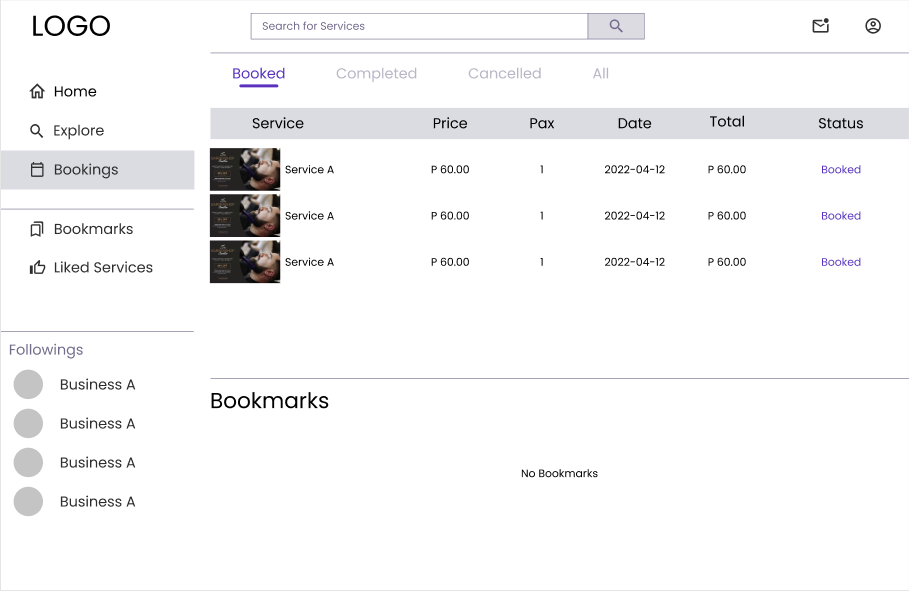 LOGO
Search for Services
Home
Explore
Bookings
Bookmarks
Liked Services
Followings
Business A
Business A
Business A
Business A
Booked Completed Cancelled All
Service Price Pax Date Total Status
Service A P 60.00 1 2022-04-12 P 60.00 Booked
Service A P 60.00 1 2022-04-12 P 60.00 Booked
Service A P 60.00 1 2022-04-12 P 60.00 Booked
Bookmarks
No Bookmarks